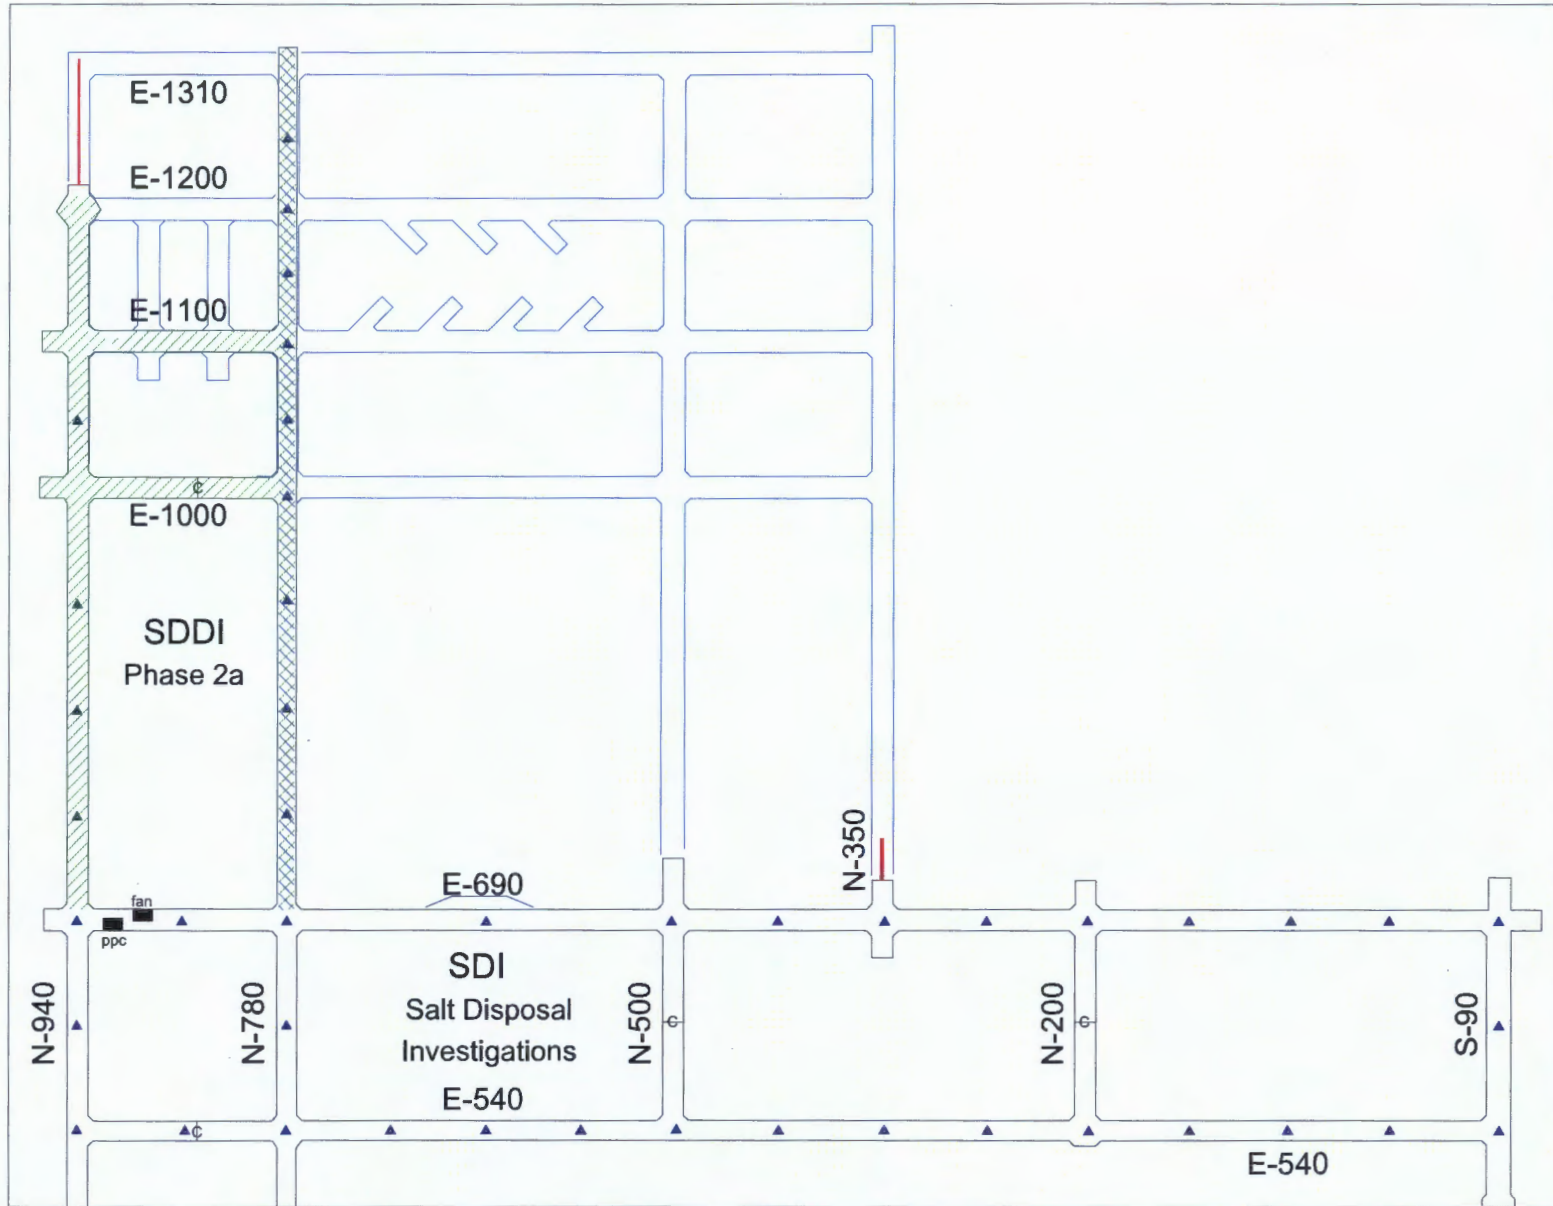 E-1310
E-1200
E-1100
C
E-1000
SDDI
Phase 2a
N-350
E-690
fan
ppc
SDI
Salt Disposal
Investigations
N-940
N-780
N-500
C
N-200
C
S-90
E-540
C
E-540